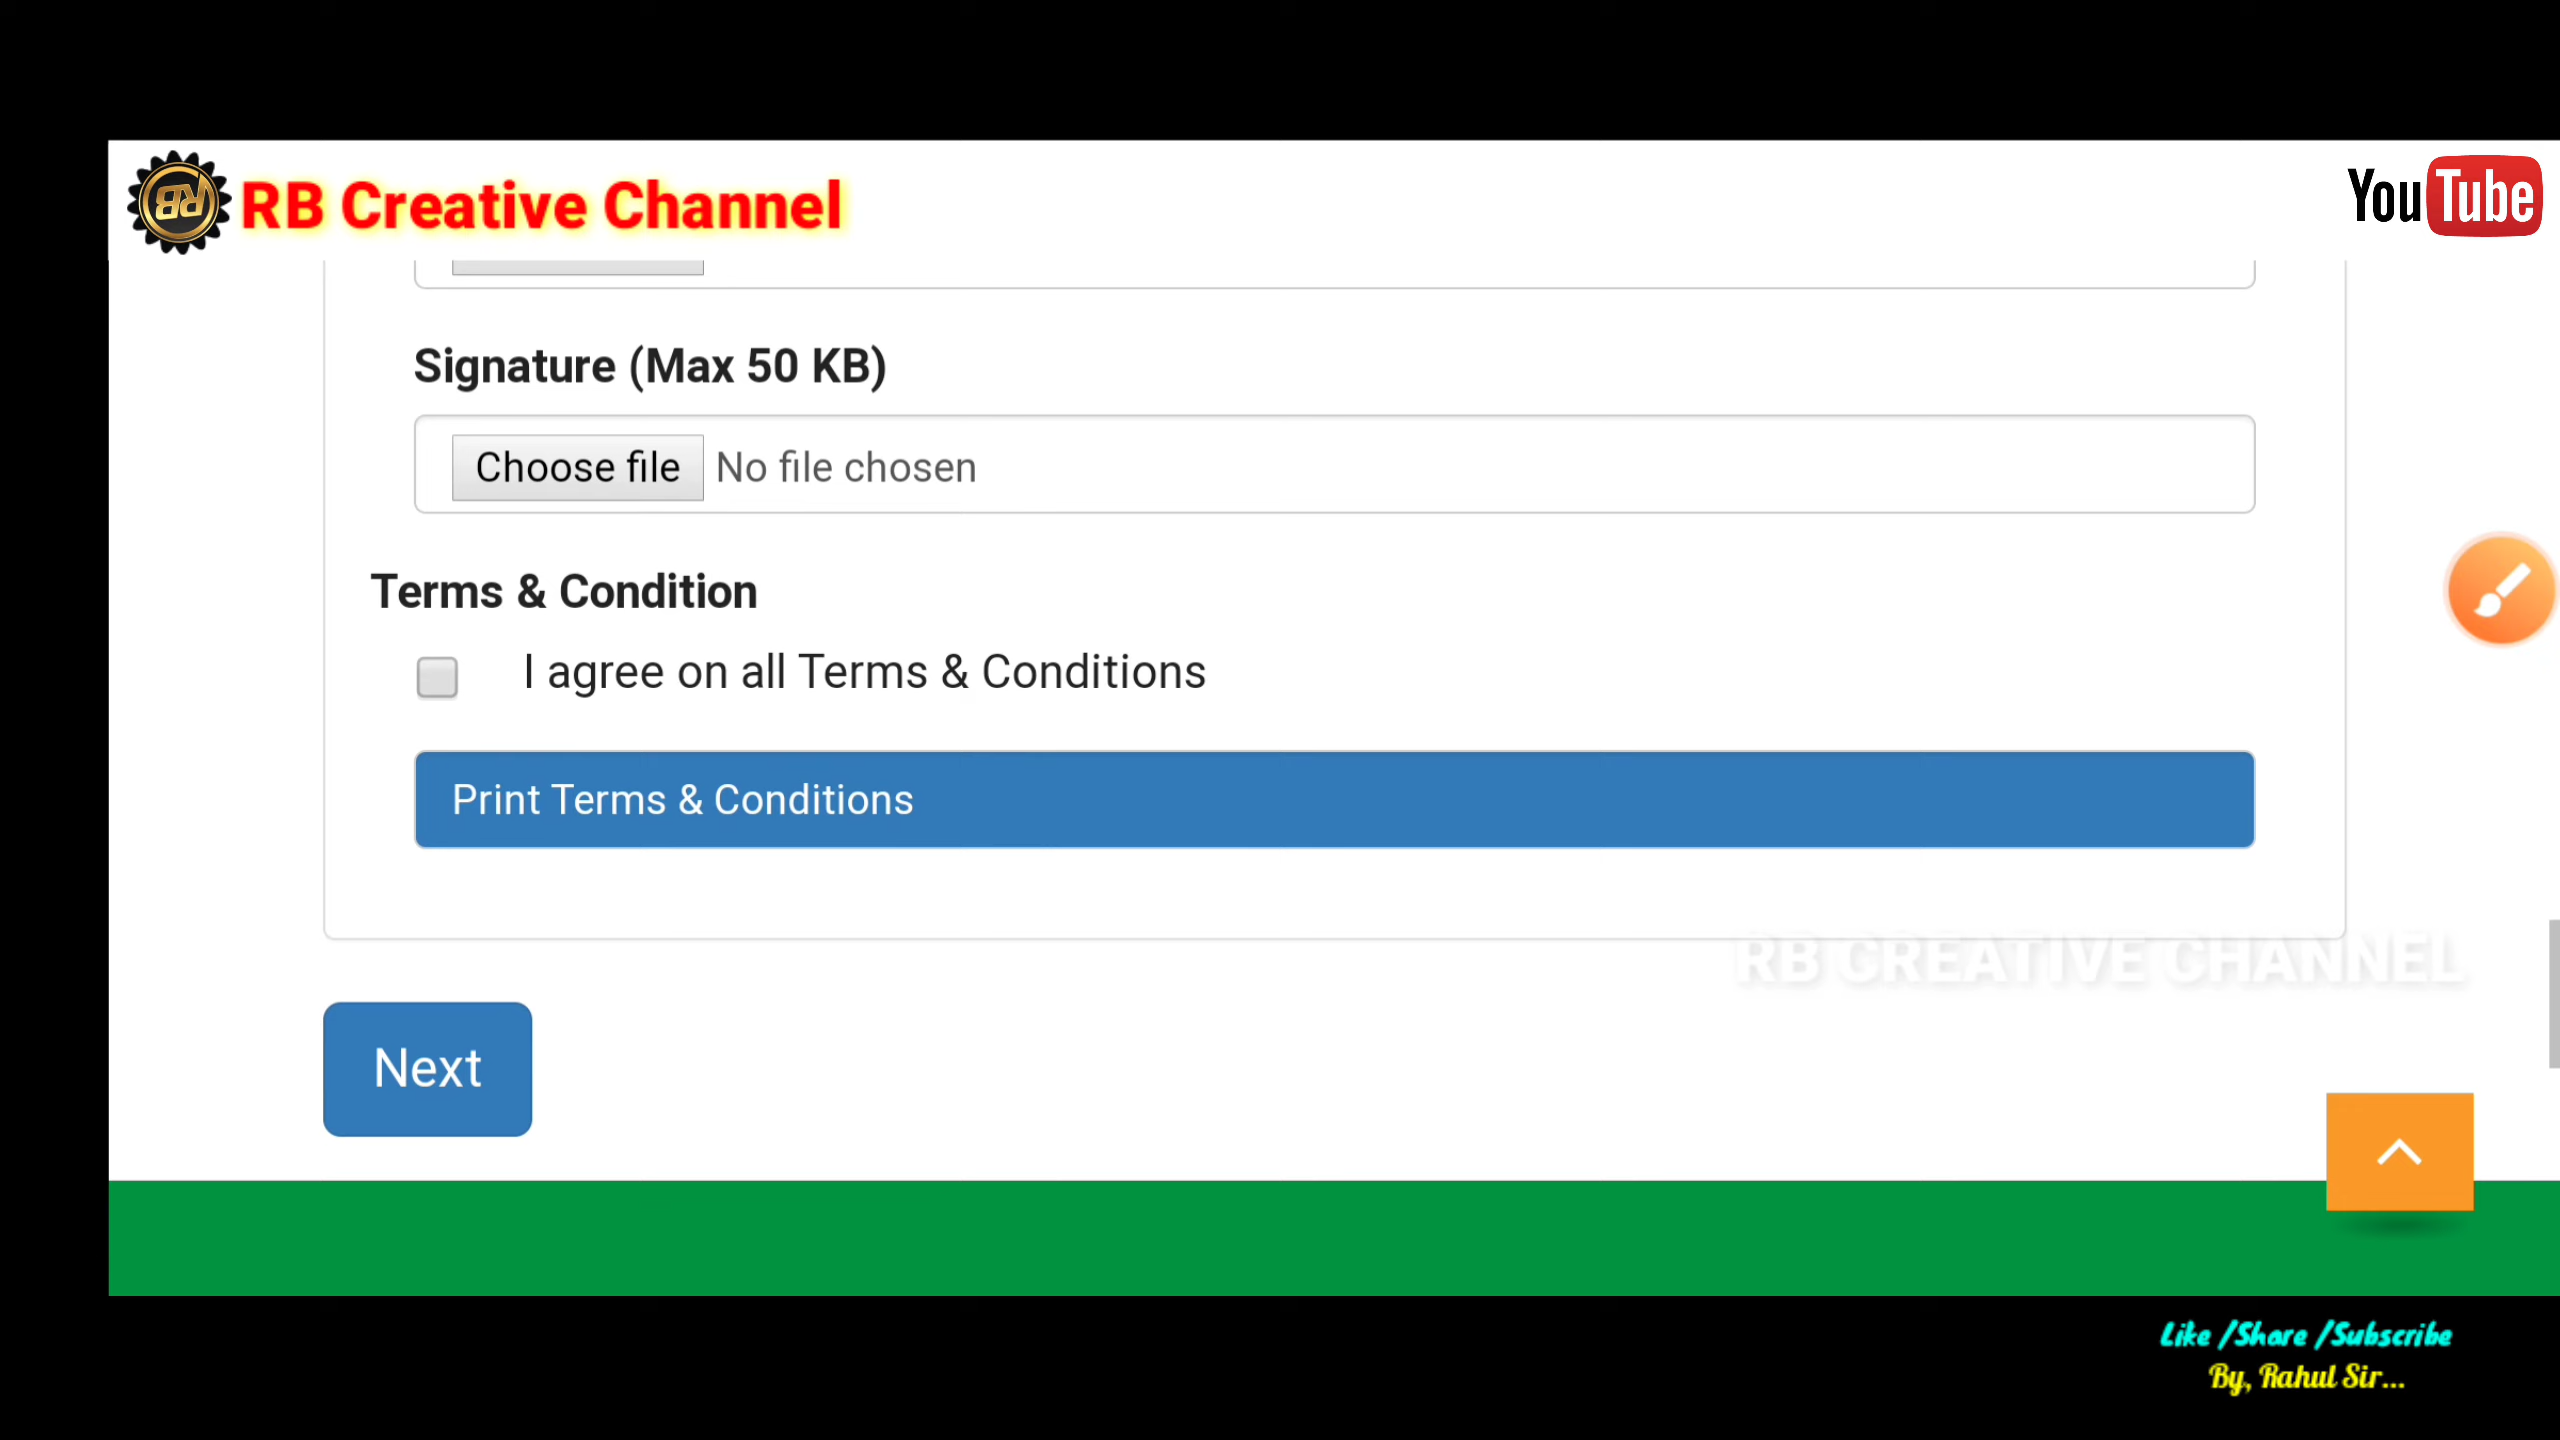 RB
RB Creative Channel
YouTube
Signature (Max 50 KB)
Choose file No file chosen
Terms & Condition
I agree on all Terms & Conditions
Print Terms & Conditions
RB CREATIVE CHANNEL
Next
Like /Share /Subscribe
By, Rahul Sir...